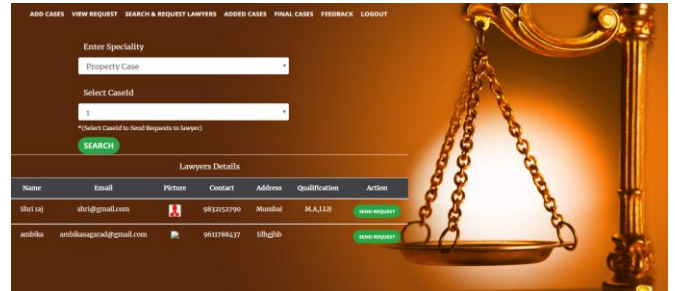 ADD CASES VIEW REQUEST SEARCH & REQUEST LAWYERS ADDED CASES FINAL CASES FEEDBACK LOGOUT
Enter Speciality
Property Case
Select CaseId
1
*(Select CaseId to Send Requests to lawyer)
SEARCH
Lawyers Details
Name Email Picture Contact Address Qualification Action
Shri raj shri@gmail.com 9832152790 Mumbai M.A,LLB SEND REQUEST
ambika ambikasagarad@gmail.com 9611788437 fdhgjhb SEND REQUEST